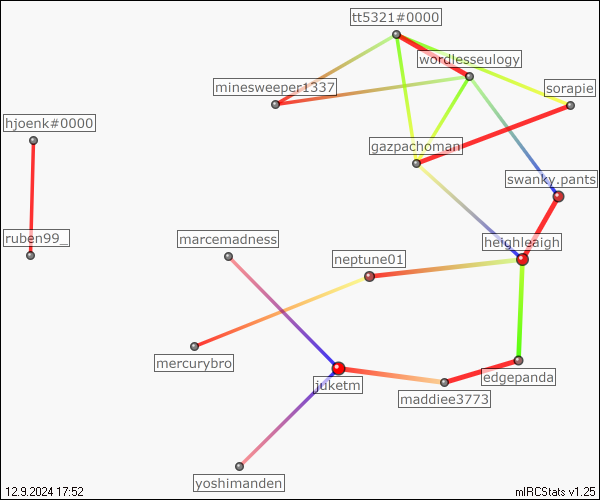 tt5321#0000
wordlesseulogy
minesweeper1337
sorapie
hjoenk#0000
gazpachoman
swanky.pants
ruben99_
marcemadness
heighleaigh
neptune01
mercurybro
edgepanda
juketm
maddiee3773
yoshimanden
12.9.2024 17:52
mIRCStats v1.25